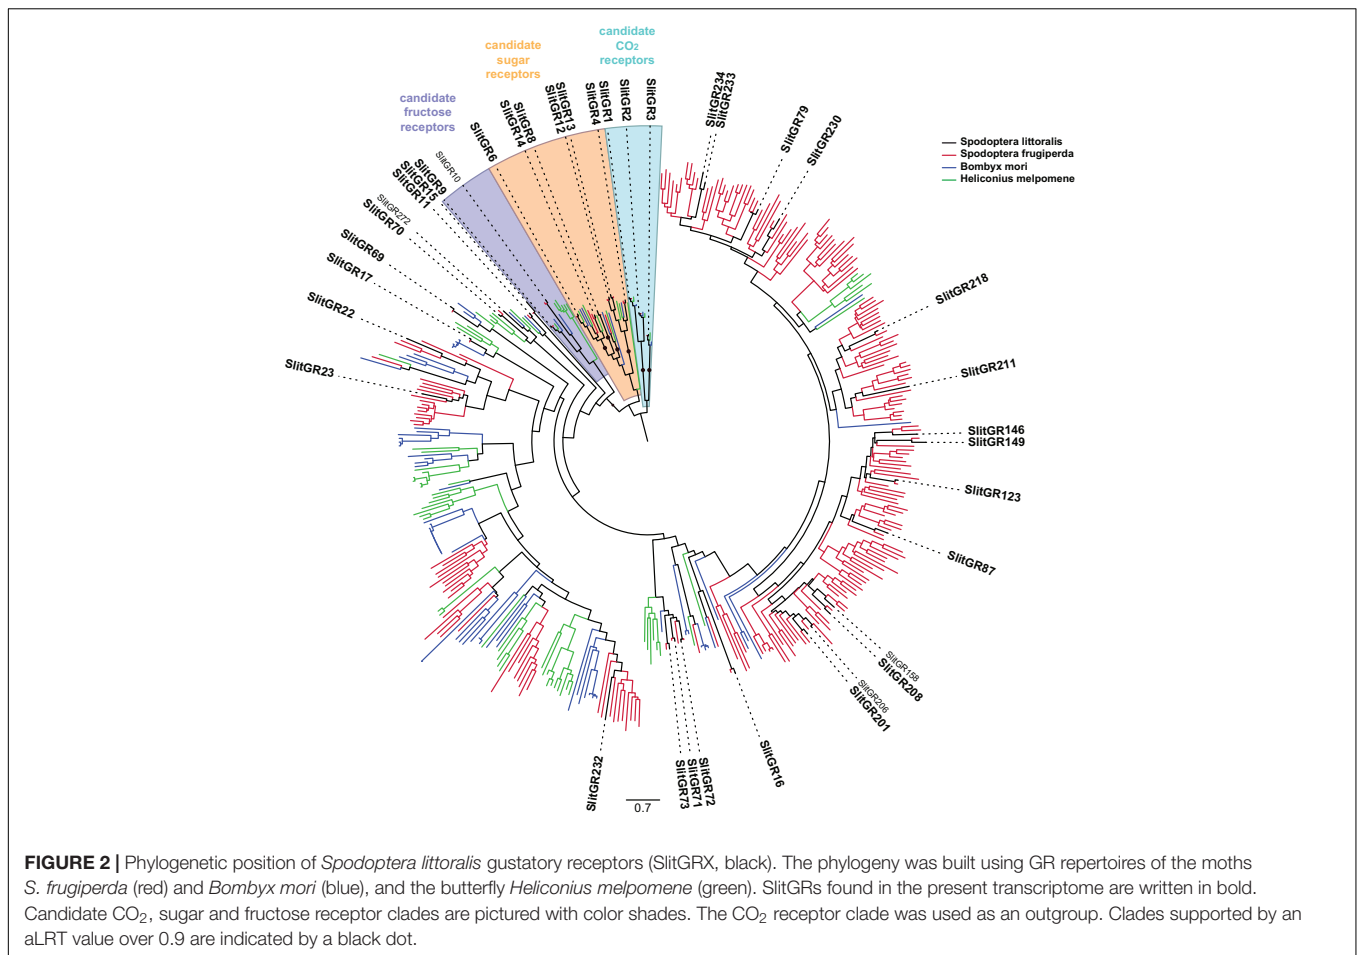 candidate
CO2
receptors
candidate
sugar
receptors
candidate
fructose
receptors
SlitGR3
SlitGR2
SlitGR1
SlitGR4
SlitGR13
SlitGR12
SlitGR8
SlitGR14
SlitGR6
SlitGR10
SlitGR9
SlitGR15
SlitGR11
SlitGR272
SlitGR70
SlitGR69
SlitGR17
SlitGR22
SlitGR23
SlitGR234
SlitGR233
SlitGR79
SlitGR230
Spodoptera littoralis
Spodoptera frugiperda
Bombyx mori
Heliconius melpomene
SlitGR218
SlitGR211
SlitGR146
SlitGR149
SlitGR123
SlitGR87
SlitGR158
SlitGR208
SlitGR206
SlitGR201
SlitGR16
SlitGR72
SlitGR71
SlitGR73
SlitGR232
0.7
FIGURE 2 | Phylogenetic position of Spodoptera littoralis gustatory receptors (SlitGRX, black). The phylogeny was built using GR repertoires of the moths
S. frugiperda (red) and Bombyx mori (blue), and the butterfly Heliconius melpomene (green). SlitGRs found in the present transcriptome are written in bold.
Candidate CO2, sugar and fructose receptor clades are pictured with color shades. The CO2 receptor clade was used as an outgroup. Clades supported by an
aLRT value over 0.9 are indicated by a black dot.